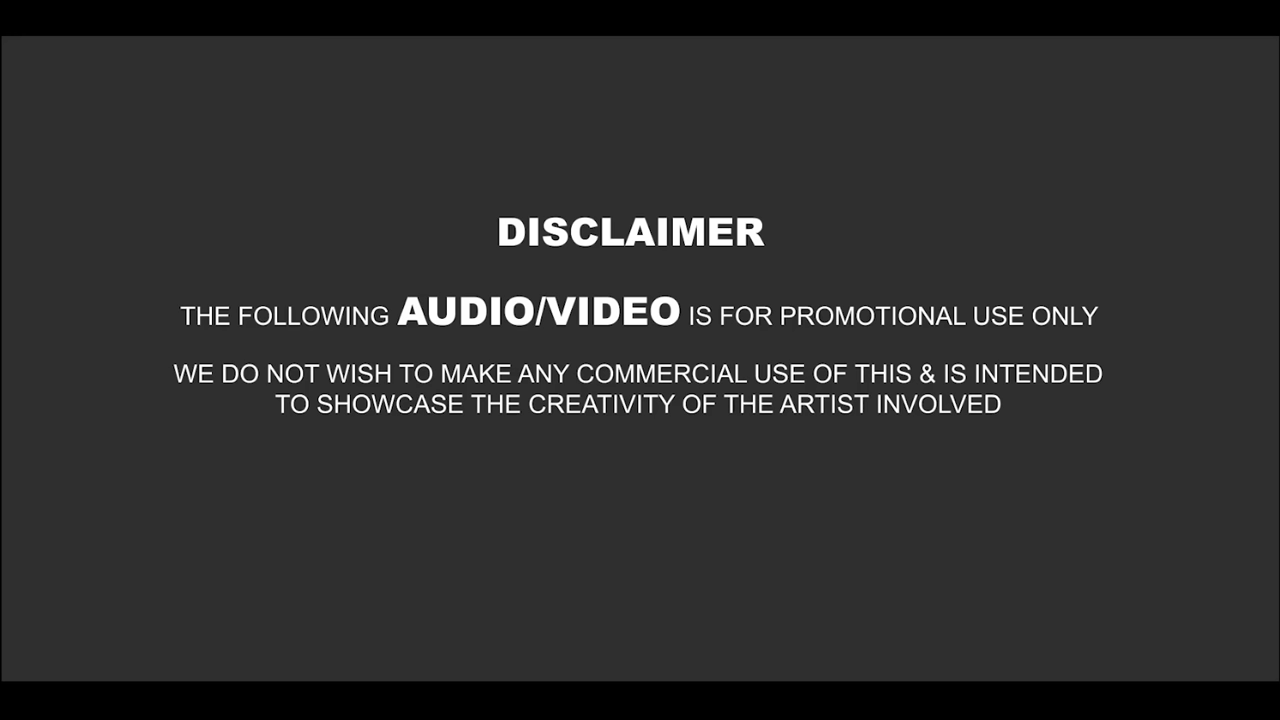 DISCLAIMER
THE FOLLOWING AUDIO/VIDEO IS FOR PROMOTIONAL USE ONLY
WE DO NOT WISH TO MAKE ANY COMMERCIAL USE OF THIS & IS INTENDED
TO SHOWCASE THE CREATIVITY OF THE ARTIST INVOLVED